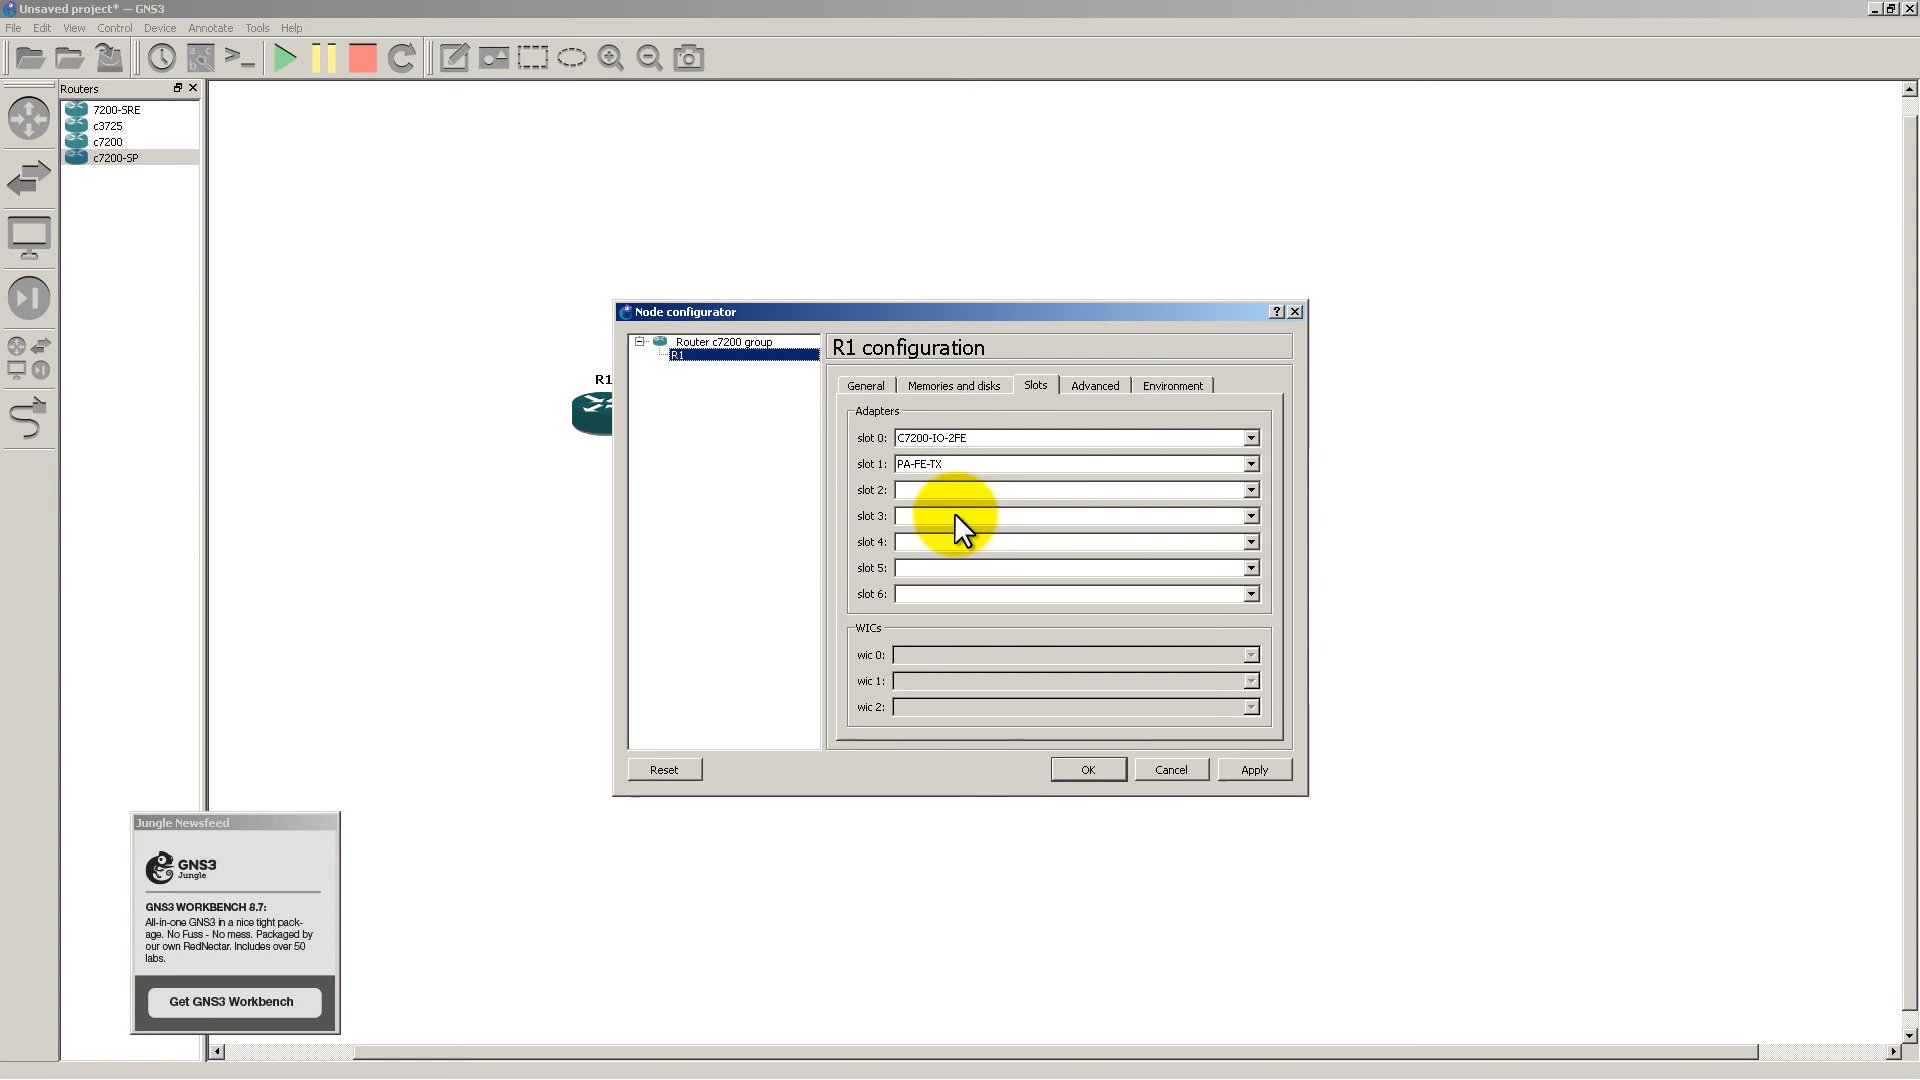 Unsaved project* — GNS3
File Edit View Control Device Annotate Tools Help
Routers
7200-SRE
c3725
c7200
c7200-SP
R1
Node configurator
Router c7200 group
R1
R1 configuration
General Memories and disks Slots Advanced Environment
Adapters
slot 0: C7200-IO-2FE
slot 1: PA-FE-TX
slot 2:
slot 3:
slot 4:
slot 5:
slot 6:
WICs
wic 0:
wic 1:
wic 2:
Reset OK Cancel Apply
Jungle Newsfeed
GNS3
Jungle
GNS3 WORKBENCH 8.7:
All-in-one GNS3 in a nice tight pack-
age. No Fuss - No mess. Packaged by
our own RedNectar. Includes over 50
labs.
Get GNS3 Workbench